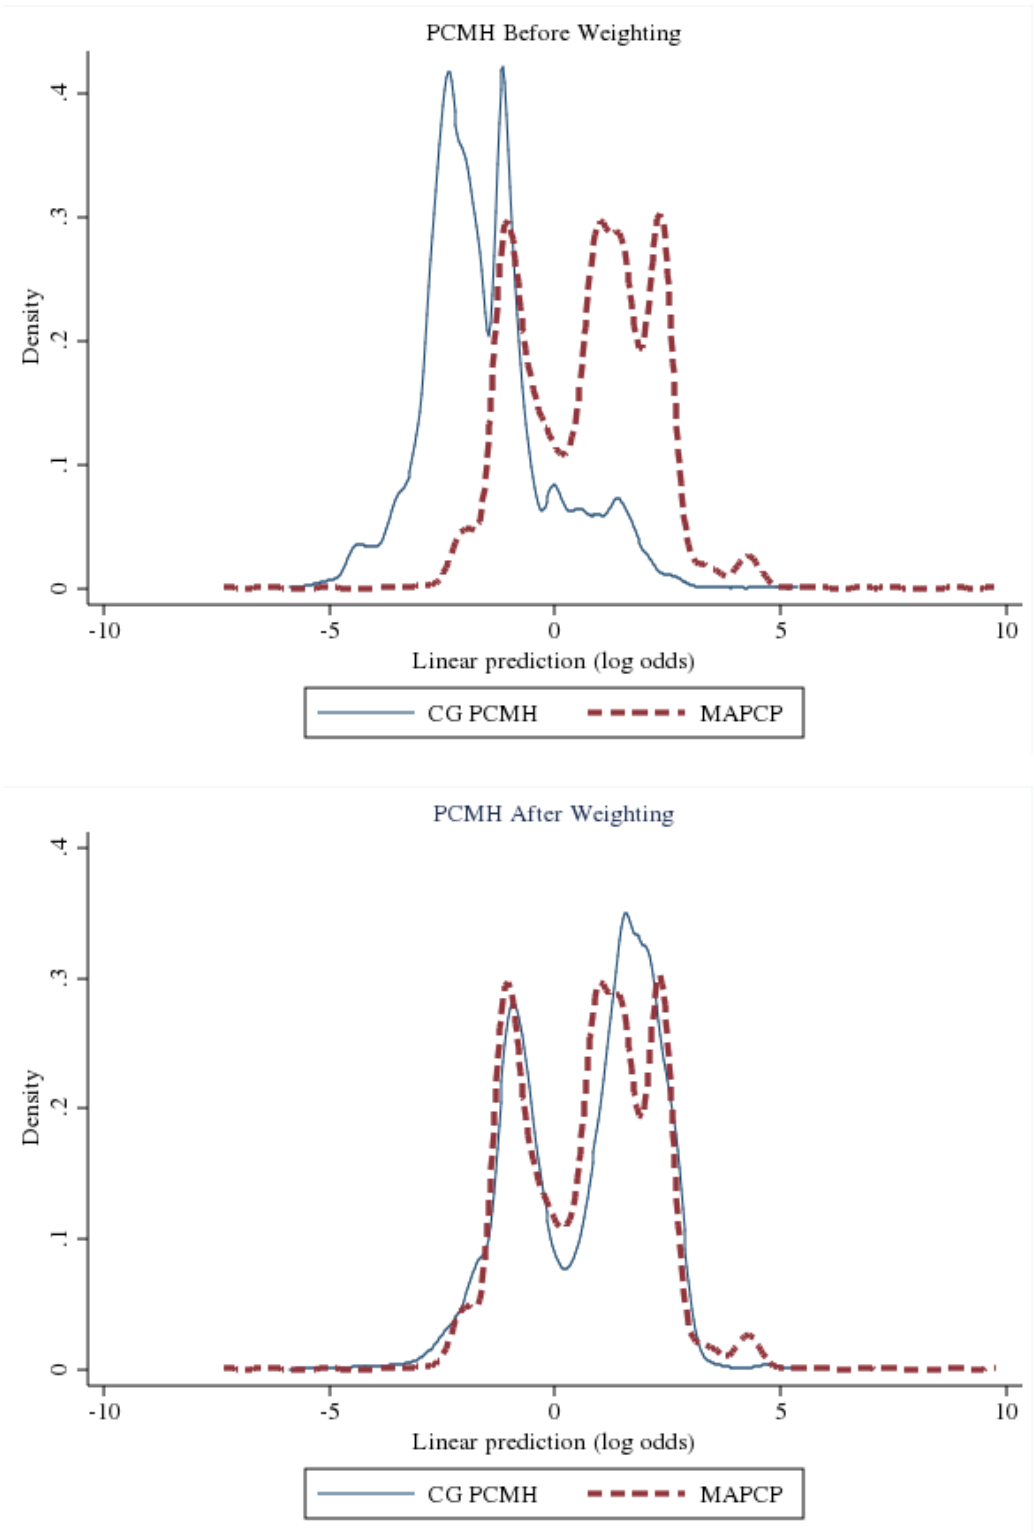 PCMH Before Weighting
.4
.3
.2
.1
0
Density
-10 -5 0 5 10
Linear prediction (log odds)
CG PCMH MAPCP
PCMH After Weighting
.4
.3
.2
.1
0
Density
-10 -5 0 5 10
Linear prediction (log odds)
CG PCMH MAPCP